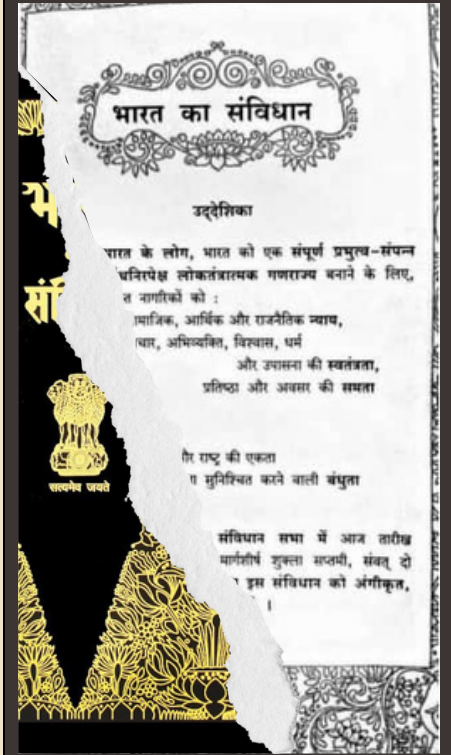 भारत का संविधान
उद्देशिका
भारत के लोग, भारत को एक संपूर्ण प्रभुत्व-सम्पन्न
लोकतंत्रात्मक गणराज्य बनाने के लिए,
नागरिकों को :
आर्थिक और राजनैतिक न्याय,
अभिव्यक्ति, विश्वास, धर्म
और उपासना की स्वतंत्रता,
प्रतिष्ठा और अवसर की समता
राष्ट्र की एकता
सुनिश्चित करने वाली बंधुता
संविधान सभा में आज तारीख
मार्गशीर्ष शुक्ला सप्तमी, संवत् दो
इस संविधान को अंगीकृत,
सत्यमेव जयते